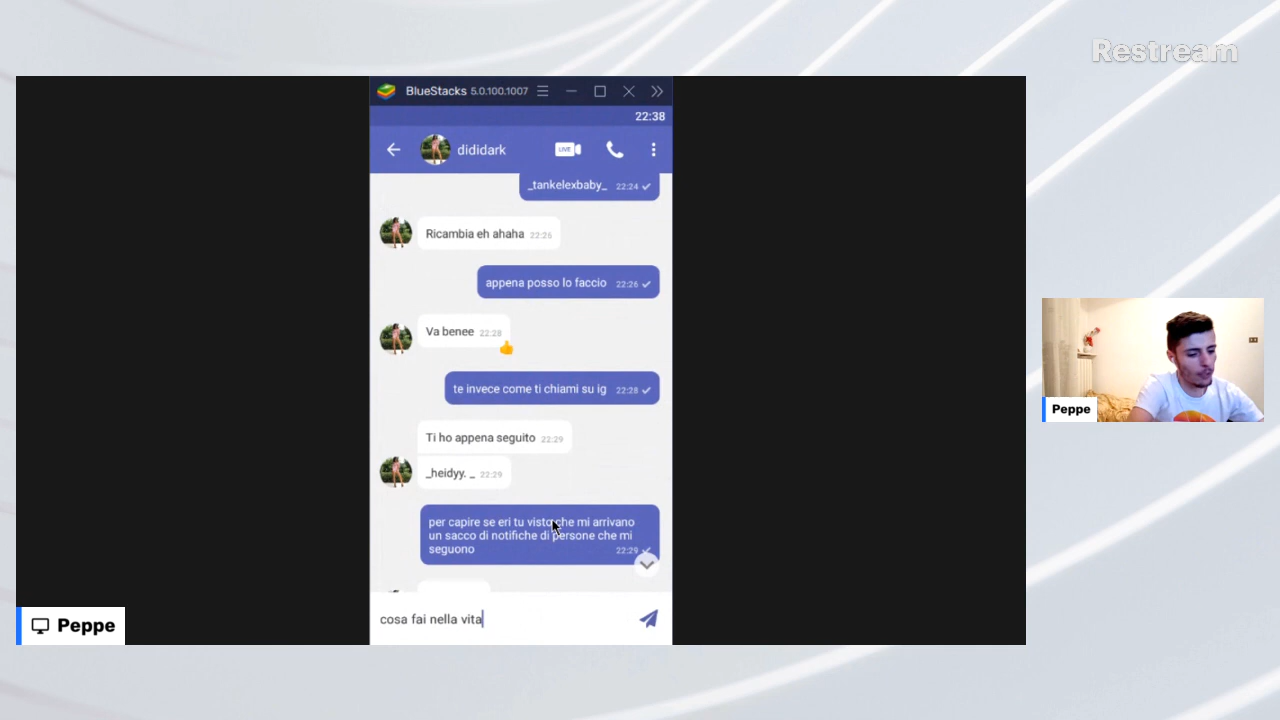 Restream
BlueStacks 5.0.100.1007
22:38
dididark
LIVE
_tankelexbaby_ 22:24
Ricambia eh ahaha 22:26
appena posso lo faccio 22:26
Va benee 22:28
te invece come ti chiami su ig 22:28
Ti ho appena seguito 22:29
_heidyy._ 22:29
per capire se eri tu visto che mi arrivano
un sacco di notifiche di persone che mi
seguono 22:29
cosa fai nella vita
Peppe
Peppe